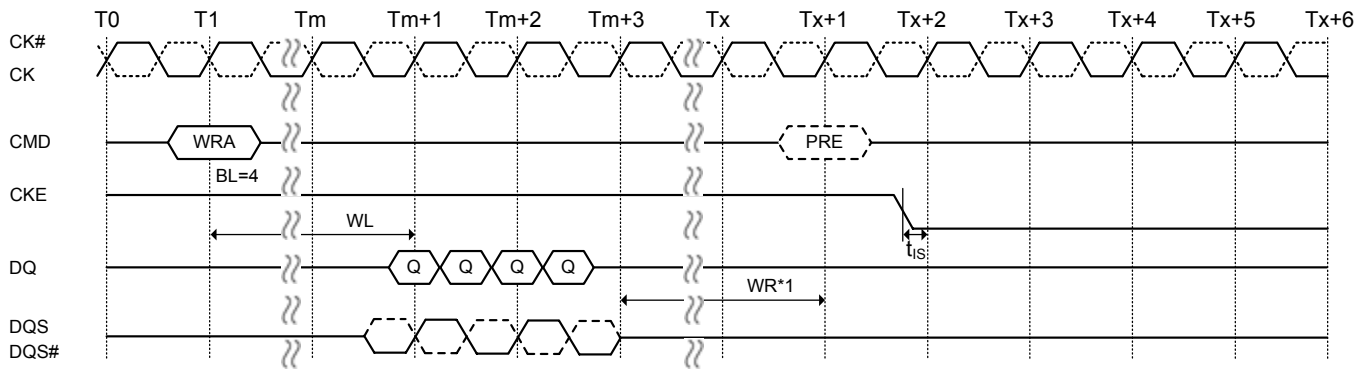 T0 T1 Tm Tm+1 Tm+2 Tm+3 Tx Tx+1 Tx+2 Tx+3 Tx+4 Tx+5 Tx+6
CK#
CK
CMD WRA PRE
BL=4
CKE
WL
tIS
DQ Q Q Q Q
WR*1
DQS
DQS#